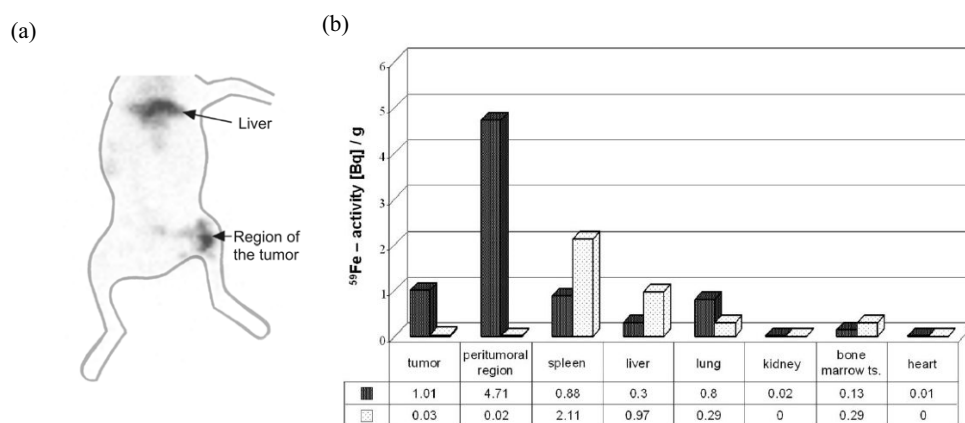 (a)
Liver
Region of
the tumor
(b)
⁵⁹Fe – activity [Bq] / g
6
5
4
3
2
1
0
tumor peritumoral region spleen liver lung kidney bone marrow ts. heart
1.01 4.71 0.88 0.3 0.8 0.02 0.13 0.01
0.03 0.02 2.11 0.97 0.29 0 0.29 0